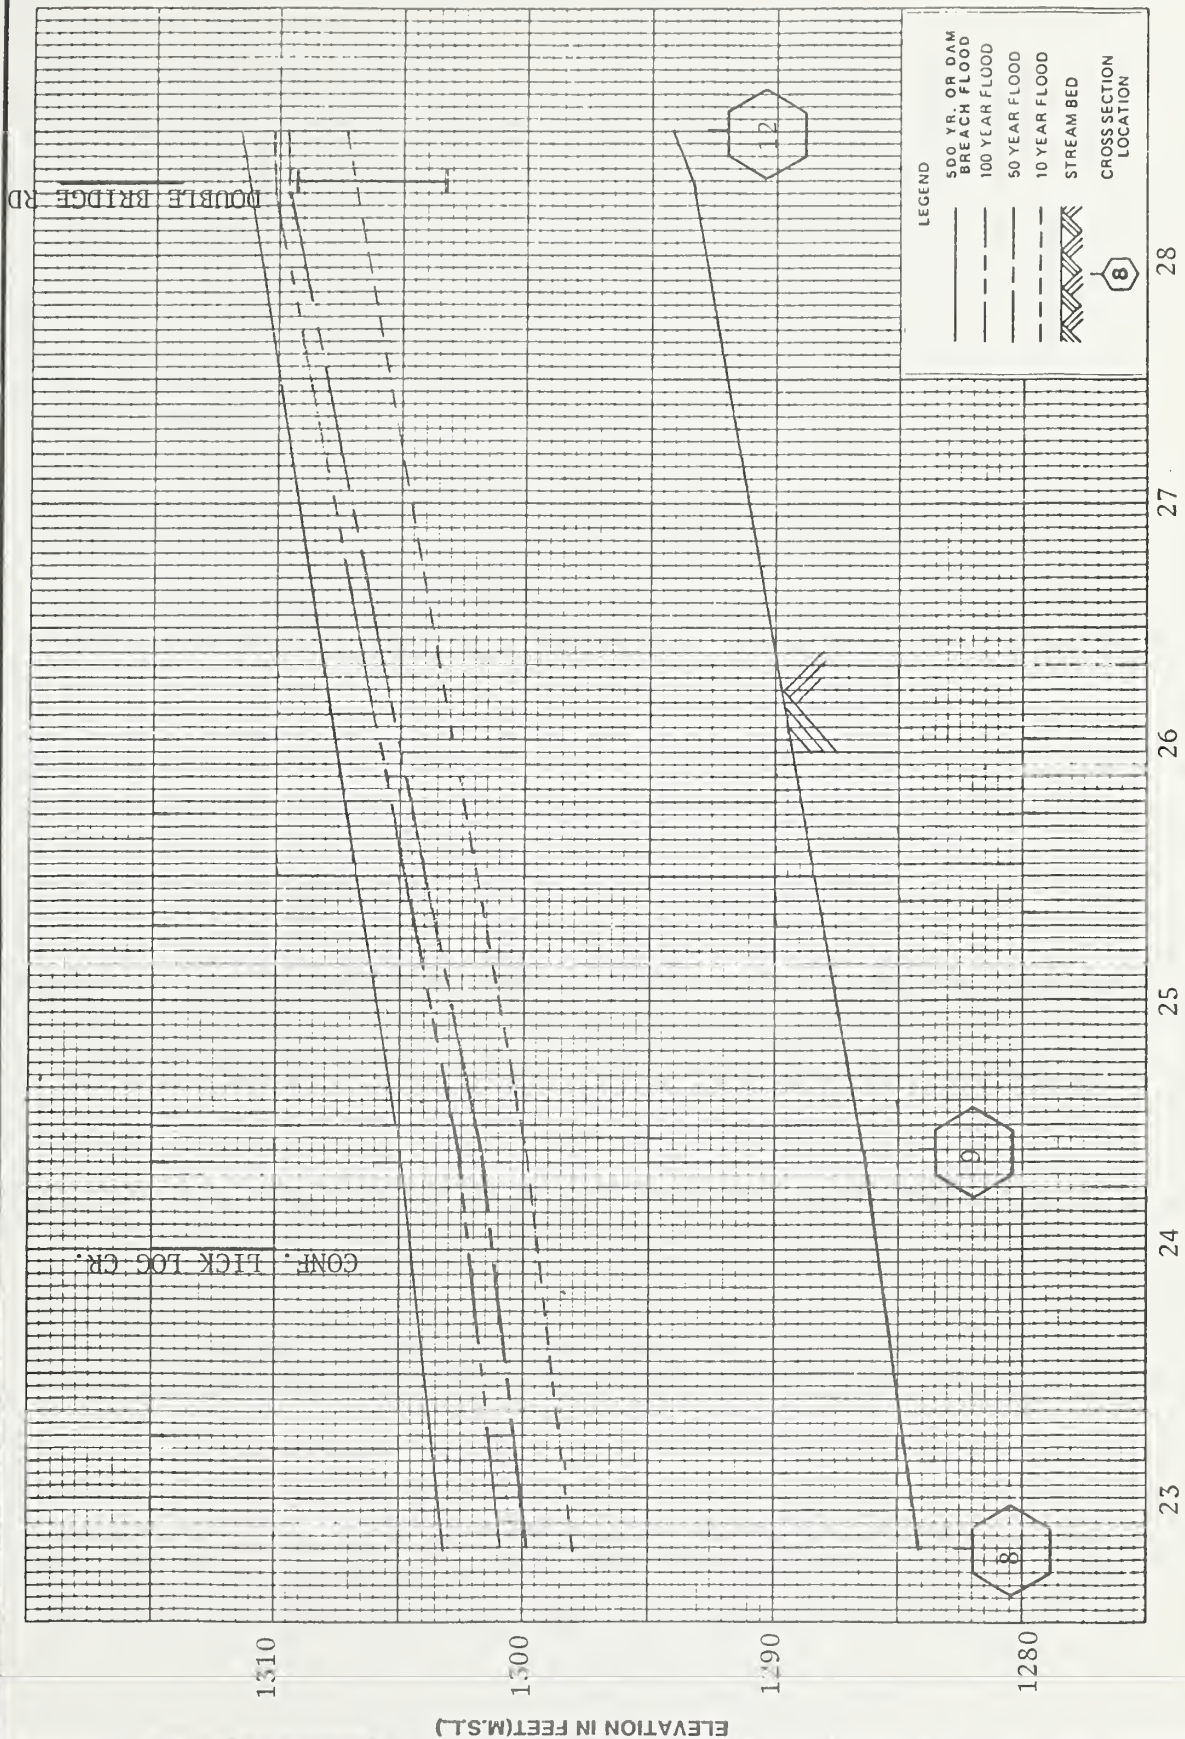 DOUBLE BRIDGE RD
CONF. LICK LOG CR.
1310
1300
1290
1280
ELEVATION IN FEET(M.S.L.)
23
24
25
26
27
28
8
9
12
LEGEND
500 YR. OR DAM
BREACH FLOOD
100 YEAR FLOOD
50 YEAR FLOOD
10 YEAR FLOOD
STREAM BED
8
CROSS SECTION
LOCATION